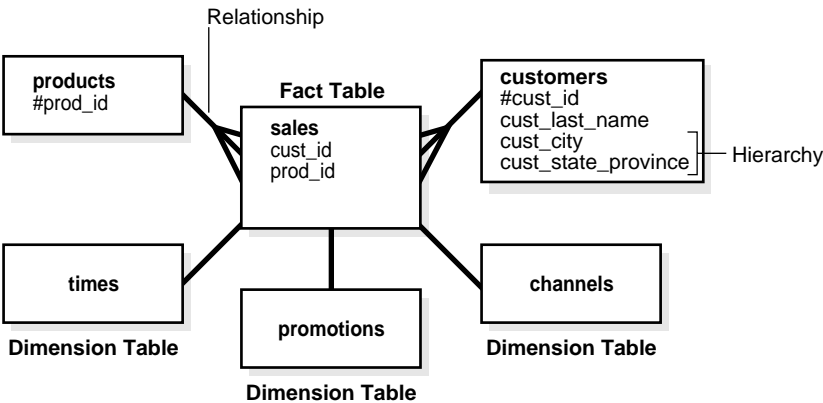 Relationship
products
#prod_id
Fact Table
sales
cust_id
prod_id
customers
#cust_id
cust_last_name
cust_city
cust_state_province
Hierarchy
times
Dimension Table
promotions
Dimension Table
channels
Dimension Table